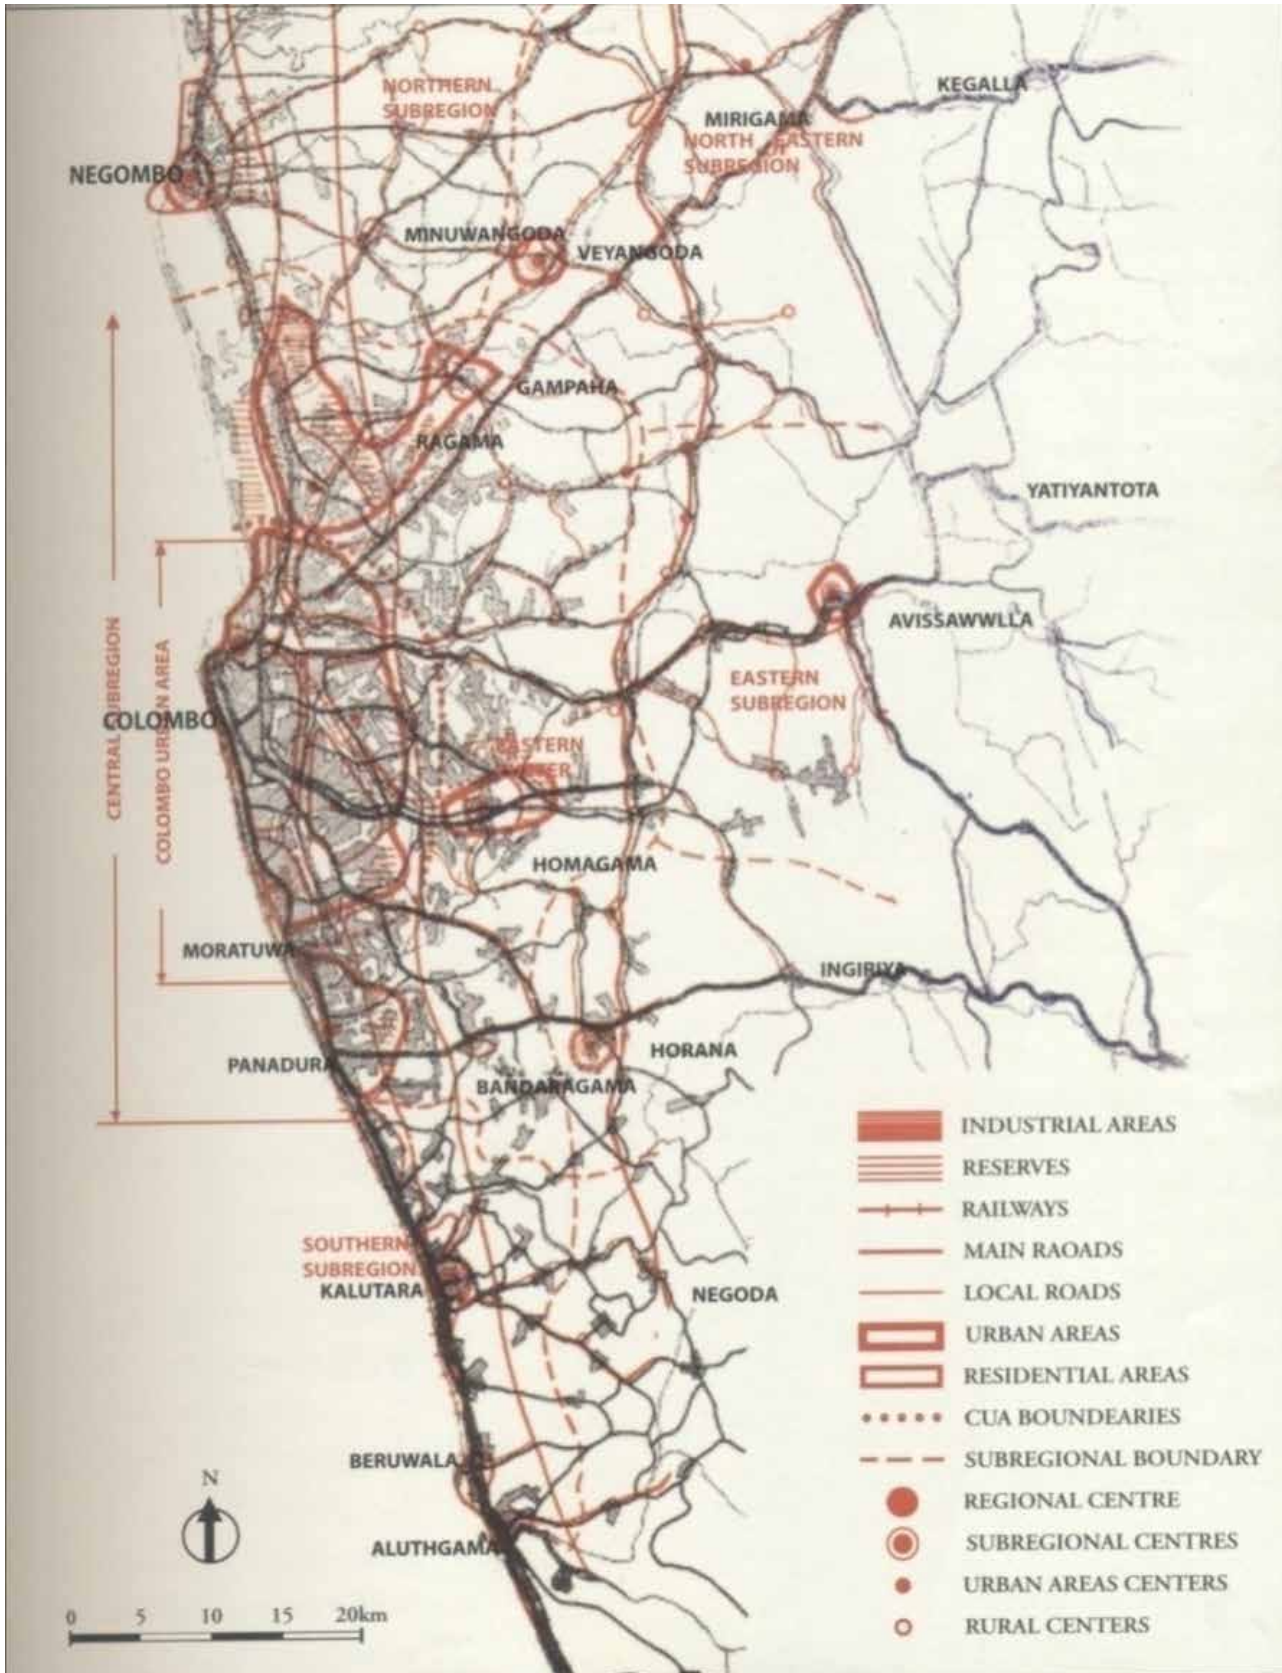 KEGALLA
NORTHERN
SUBREGION
MIRIGAMA
NORTH EASTERN
SUBREGION
NEGOMBO
MINUWANGODA
VEYANGODA
GAMPAHA
RAGAMA
YATIYANTOTA
AVISSAWWLLA
CENTRAL SUBREGION
COLOMBO URBAN AREA
EASTERN
SUBREGION
COLOMBO
EASTERN
HOMAGAMA
MORATUWA
INGIRIYA
PANADURA
HORANA
BANDARAGAMA
SOUTHERN
SUBREGION
KALUTARA
NEGODA
BERUWALA
ALUTHGAMA
N
0 5 10 15 20km
INDUSTRIAL AREAS
RESERVES
RAILWAYS
MAIN RAOADS
LOCAL ROADS
URBAN AREAS
RESIDENTIAL AREAS
CUA BOUNDEARIES
SUBREGIONAL BOUNDARY
REGIONAL CENTRE
SUBREGIONAL CENTRES
URBAN AREAS CENTERS
RURAL CENTERS